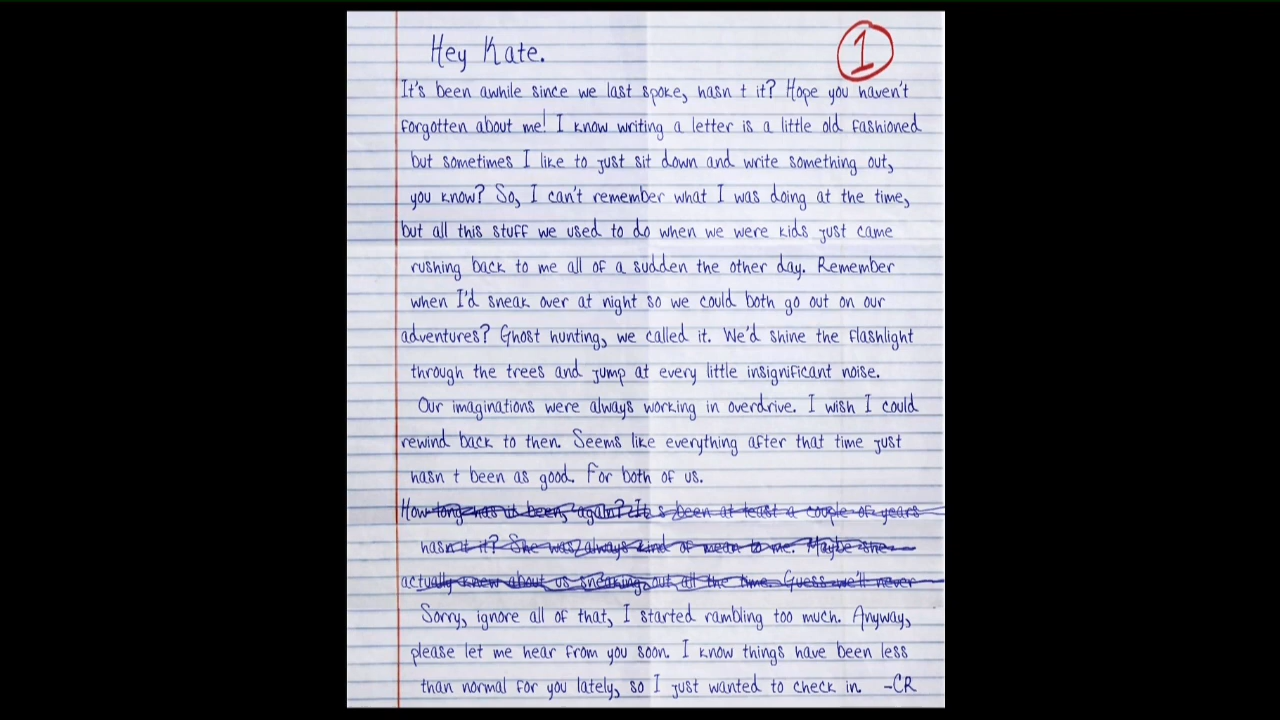 Hey Kate.
1
It's been awhile since we last spoke, hasn t it? Hope you haven't
forgotten about me! I know writing a letter is a little old fashioned
but sometimes I like to just sit down and write something out,
you know? So, I can't remember what I was doing at the time,
but all this stuff we used to do when we were kids just came
rushing back to me all of a sudden the other day. Remember
when I'd sneak over at night so we could both go out on our
adventures? Ghost hunting, we called it. We'd shine the flashlight
through the trees and jump at every little insignificant noise.
Our imaginations were always working in overdrive. I wish I could
rewind back to then. Seems like everything after that time just
hasn t been as good. For both of us.
How long has it been, again? It s been at least a couple of years
hasn t it? She was always kind of mean to me. Maybe she
actually knew about us sneaking out all the time. Guess we'll never
Sorry, ignore all of that, I started rambling too much. Anyway,
please let me hear from you soon. I know things have been less
than normal for you lately, so I just wanted to check in. -CR